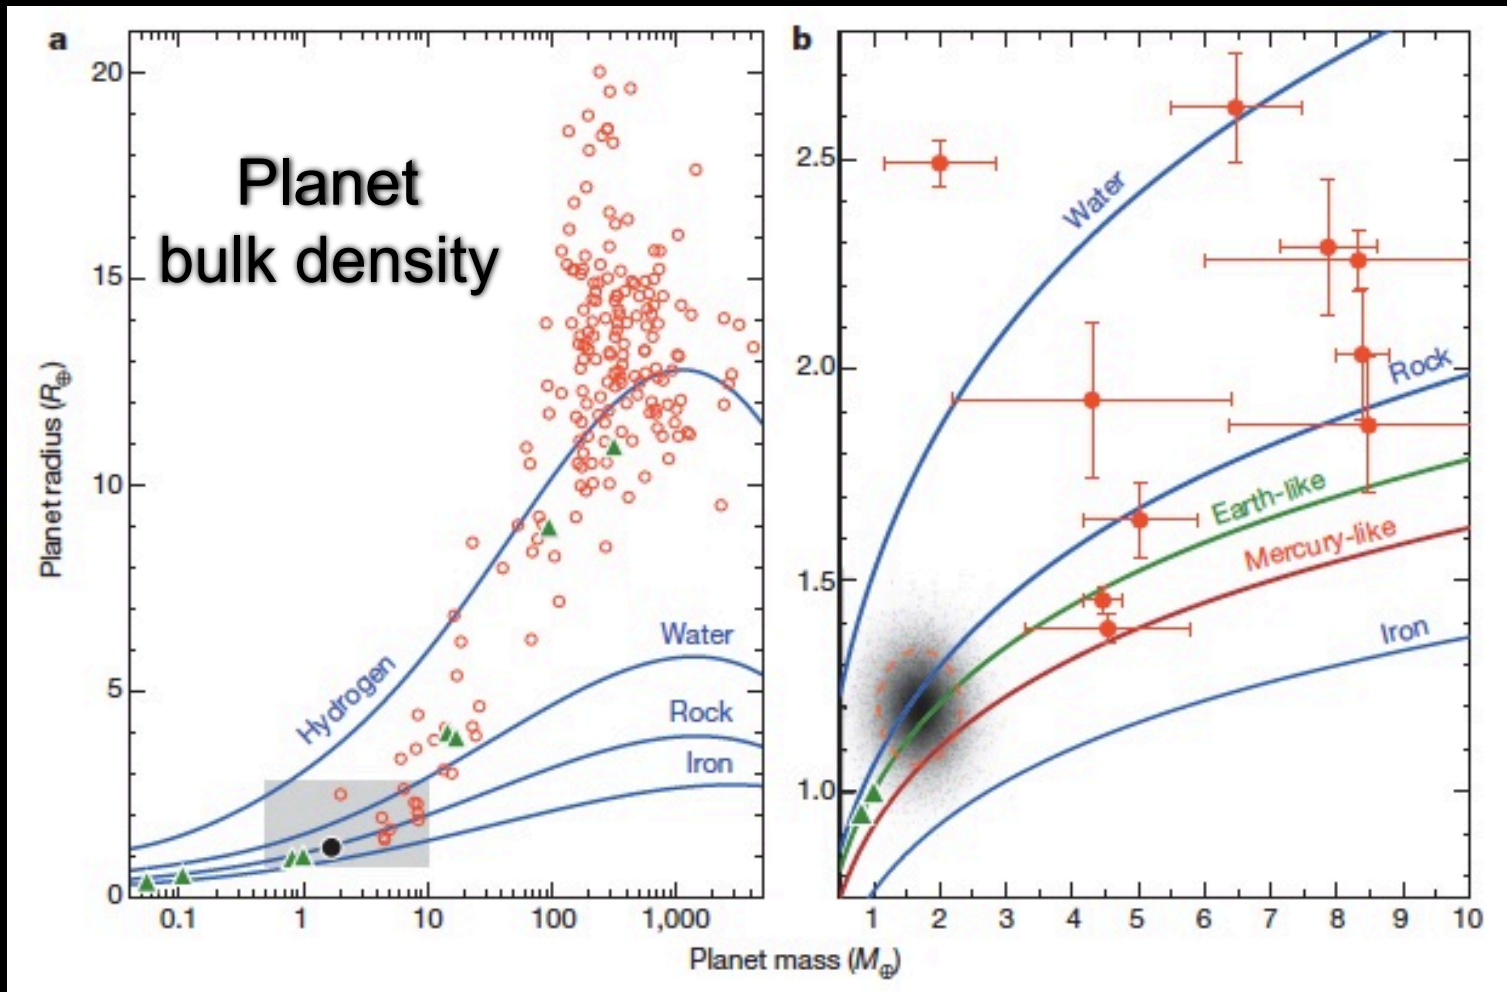 a
b
Planet
bulk density
20
15
10
5
0
Planet radius (R⊕)
Hydrogen
Water
Rock
Iron
0.1 1 10 100 1,000
2.5
2.0
1.5
1.0
Water
Rock
Earth-like
Mercury-like
Iron
1 2 3 4 5 6 7 8 9 10
Planet mass (M⊕)